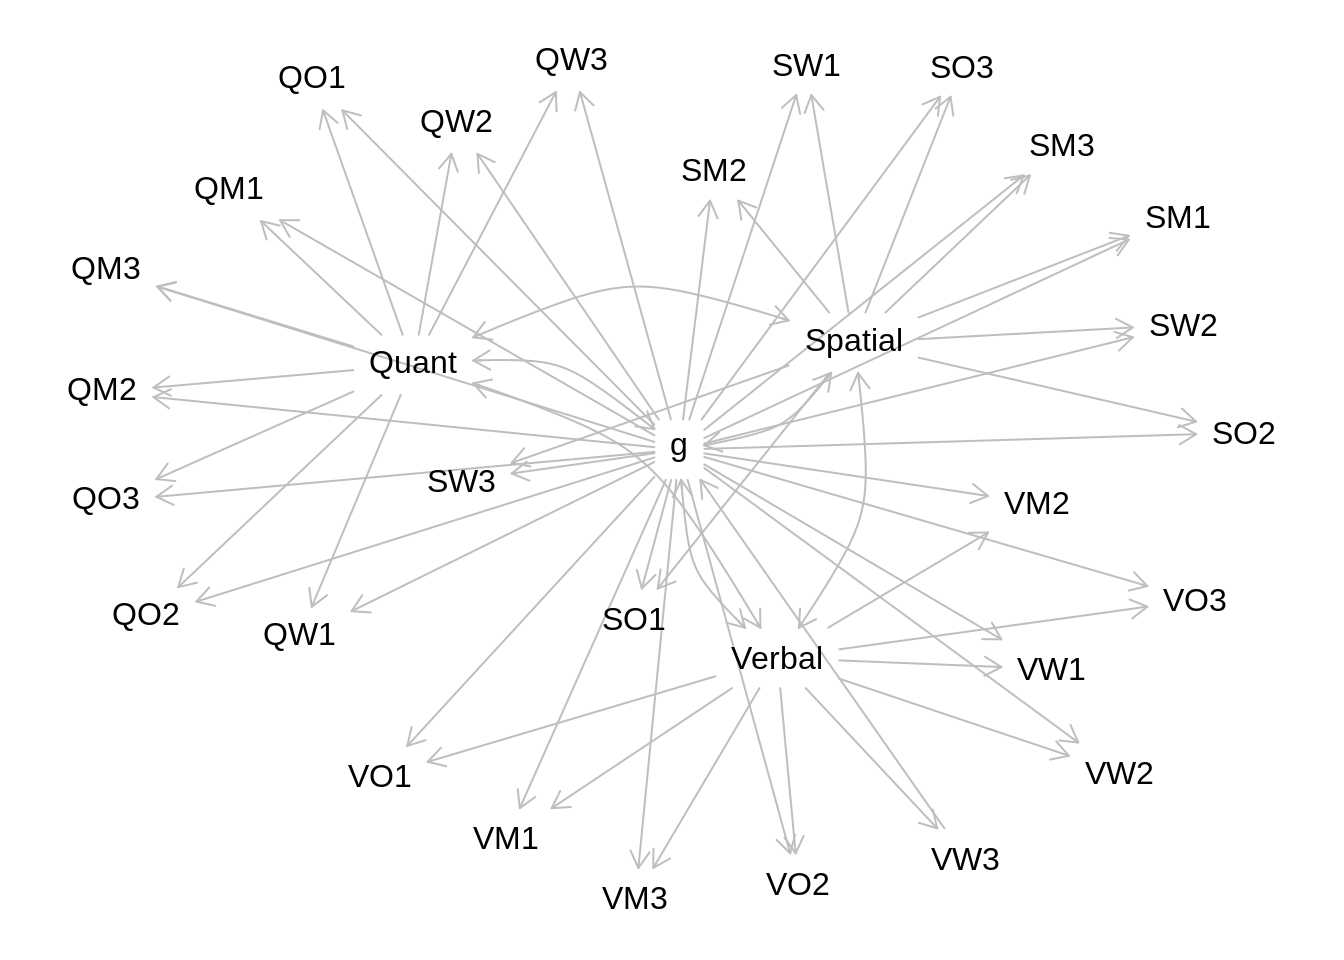 QW3
SW1
SO3
QO1
QW2
SM3
SM2
QM1
SM1
QM3
SW2
Spatial
Quant
QM2
SO2
g
SW3
QO3
VM2
VO3
QO2
SO1
QW1
Verbal
VW1
VW2
VO1
VM1
VW3
VO2
VM3